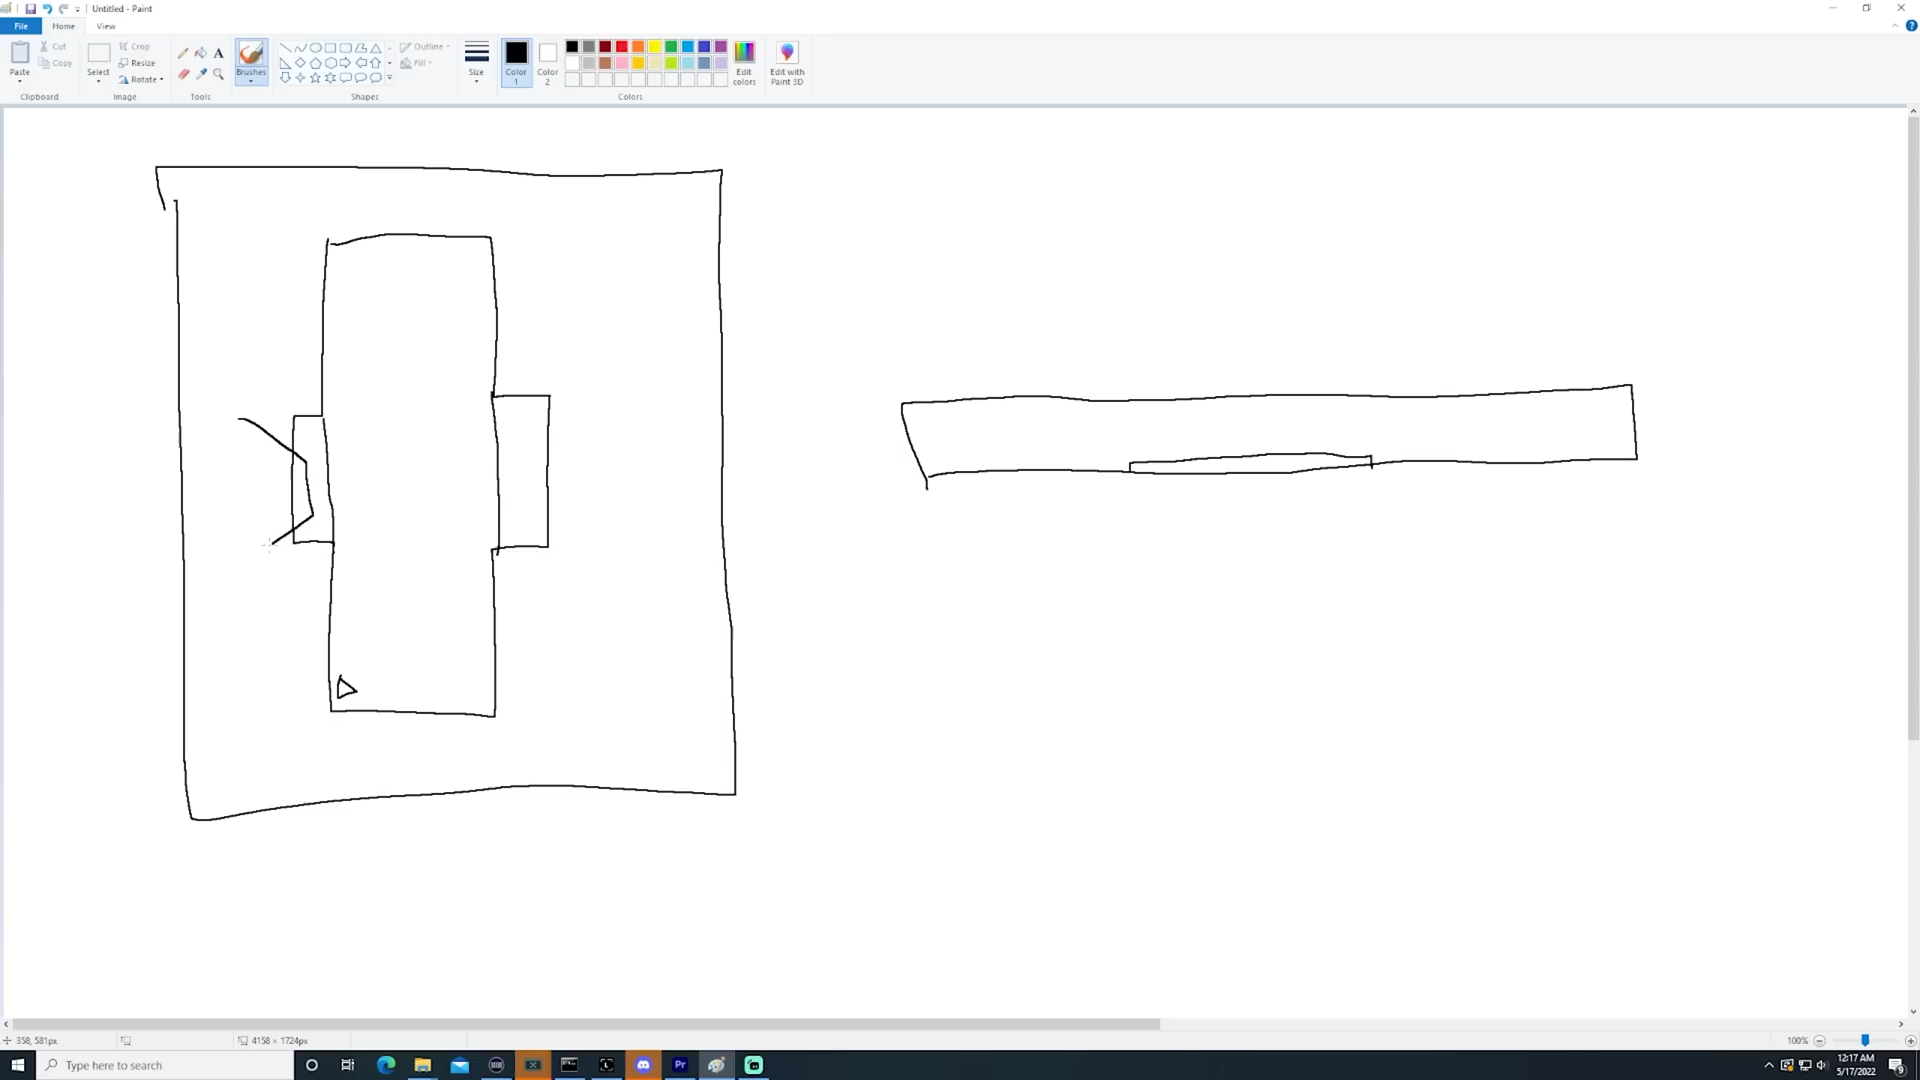 Untitled - Paint
File Home View
Paste
Cut
Copy
Clipboard
Select
Crop
Resize
Rotate
Image
A
Tools
Brushes
Outline
Fill
Shapes
Size
Color 1
Color 2
Edit colors
Edit with Paint 3D
Colors
358, 581px
4158 × 1724px
100%
Type here to search
Pr
12:17 AM
5/17/2022